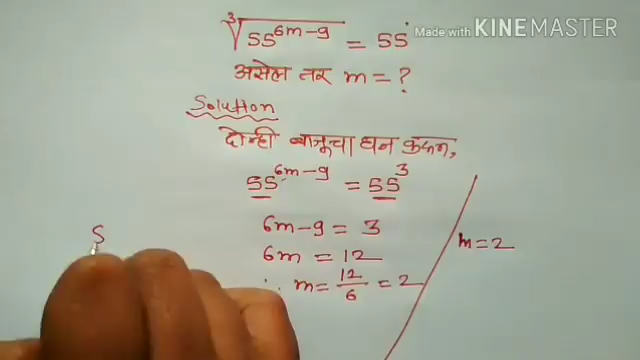 Made with KINEMASTER
∛55^(6m-9) = 55
असेल तर m = ?
Solution
दोन्ही बाजूचा घन करून,
55^(6m-9) = 55^3
6m-9 = 3
6m = 12
∴ m = 12/6 = 2
m = 2
S